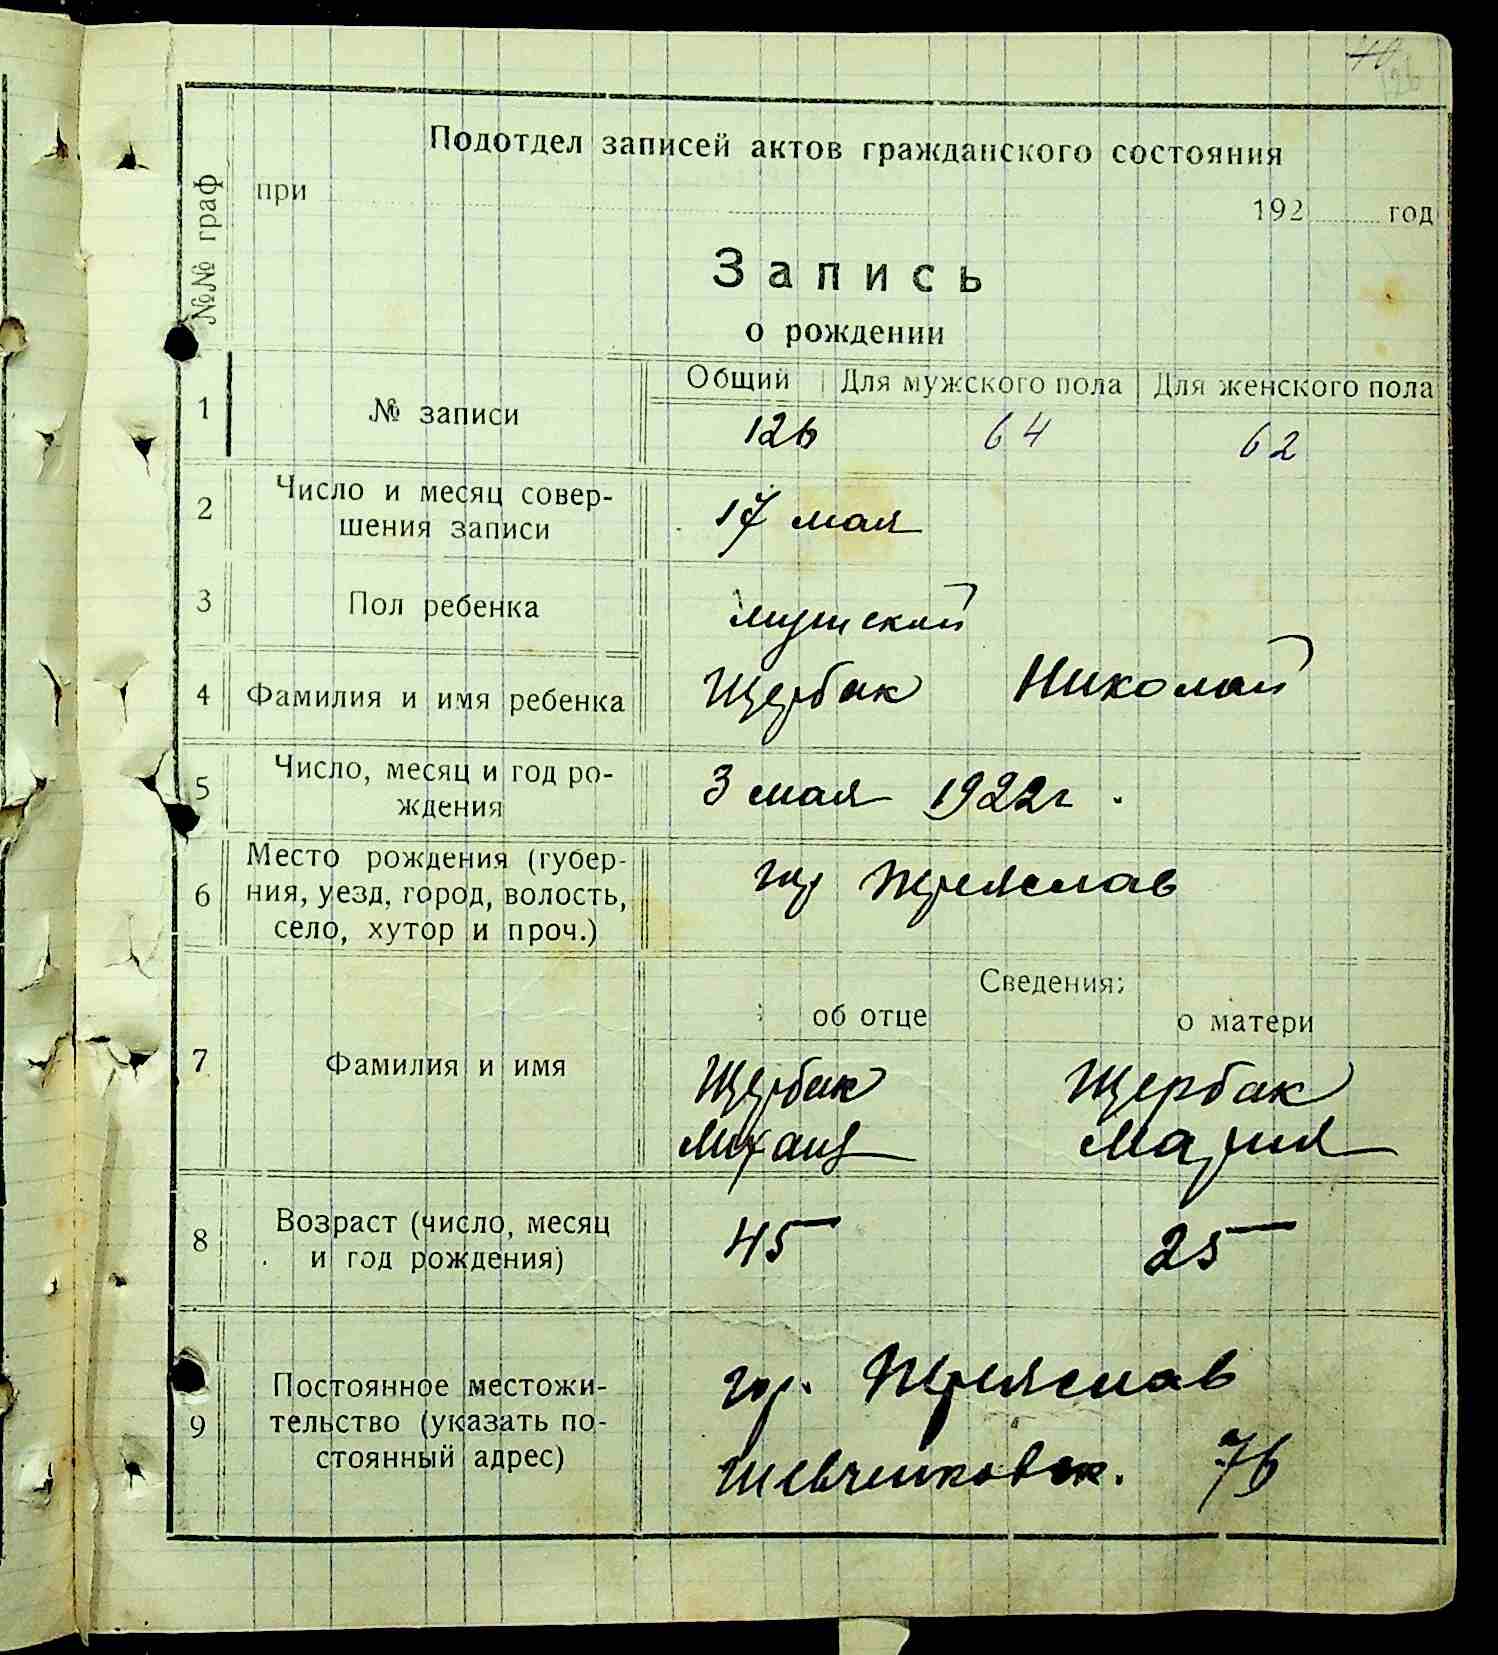 40
126
Подотдел записей актов гражданского состояния
при 192 год
№№ граф
Запись
о рождении
Общий Для мужского пола Для женского пола
1 № записи 126 64 62
2 Число и месяц совер-
шения записи 17 мая
3 Пол ребенка мужской
4 Фамилия и имя ребенка Щербак Николай
5 Число, месяц и год ро-
ждения 3 мая 1922 г.
6 Место рождения (губер-
ния, уезд, город, волость,
село, хутор и проч.) гор Переяслав
Сведения:
об отце о матери
7 Фамилия и имя Щербак Щербак
Михаил Мария
8 Возраст (число, месяц
и год рождения) 45 25
9 Постоянное местожи-
тельство (указать по-
стоянный адрес) гор. Переяслав
Шевченковск. 76